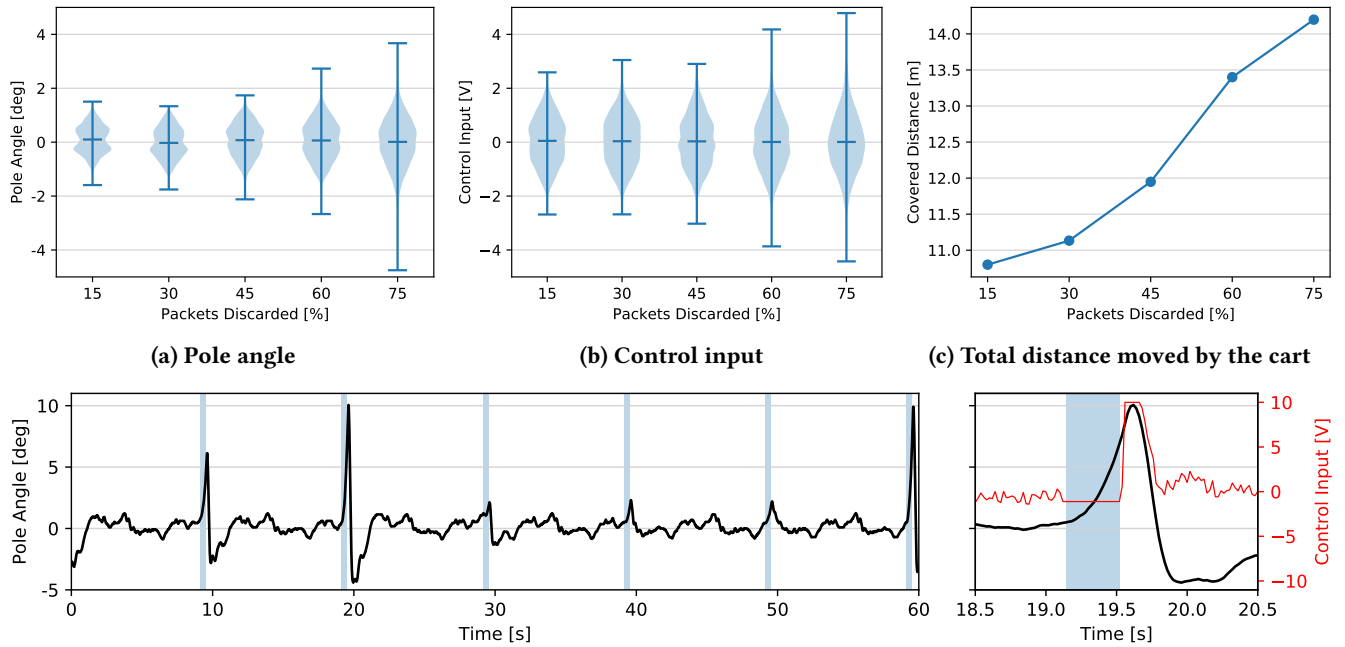 4
2
0
−2
-4
Pole Angle [deg]
15 30 45 60 75
Packets Discarded [%]
(a) Pole angle
4
2
0
−2
−4
Control Input [V]
15 30 45 60 75
Packets Discarded [%]
(b) Control input
14.0
13.5
13.0
12.5
12.0
11.5
11.0
Covered Distance [m]
15 30 45 60 75
Packets Discarded [%]
(c) Total distance moved by the cart
10
5
0
-5
Pole Angle [deg]
0 10 20 30 40 50 60
Time [s]
10
5
0
−5
−10
Control Input [V]
18.5 19.0 19.5 20.0 20.5
Time [s]